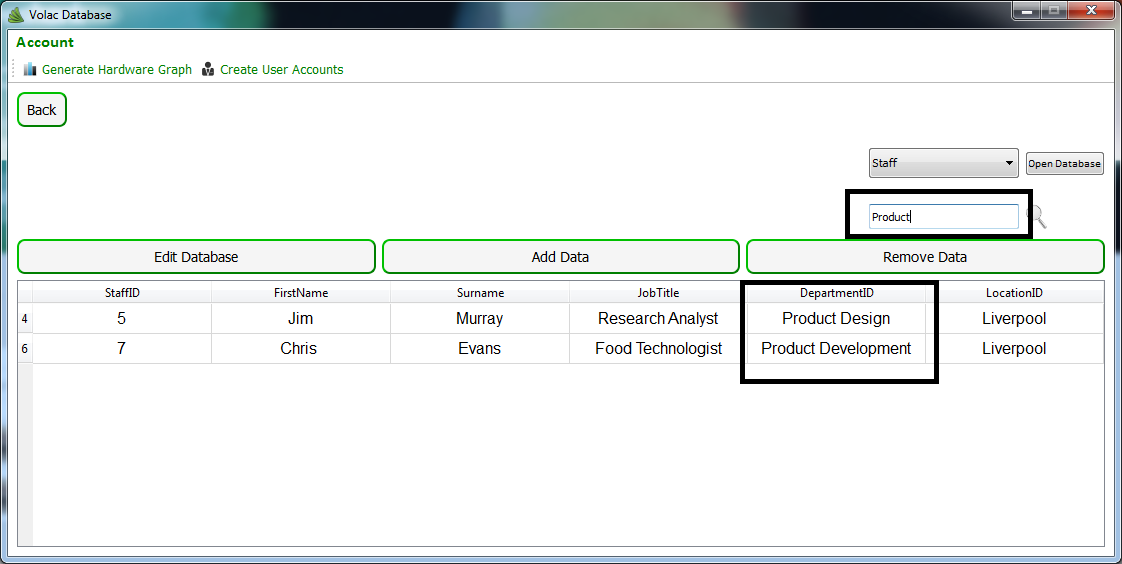 Volac Database
Account
Generate Hardware Graph Create User Accounts
Back
Staff Open Database
Product
Edit Database Add Data Remove Data
StaffID FirstName Surname JobTitle DepartmentID LocationID
4 5 Jim Murray Research Analyst Product Design Liverpool
6 7 Chris Evans Food Technologist Product Development Liverpool